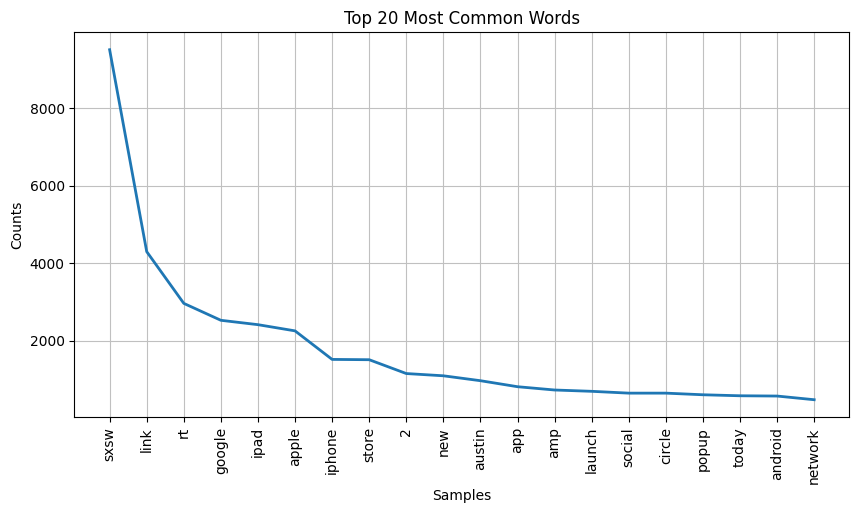 Top 20 Most Common Words
Counts
8000
6000
4000
2000
sxsw
link
rt
google
ipad
apple
iphone
store
2
new
austin
app
amp
launch
social
circle
popup
today
android
network
Samples